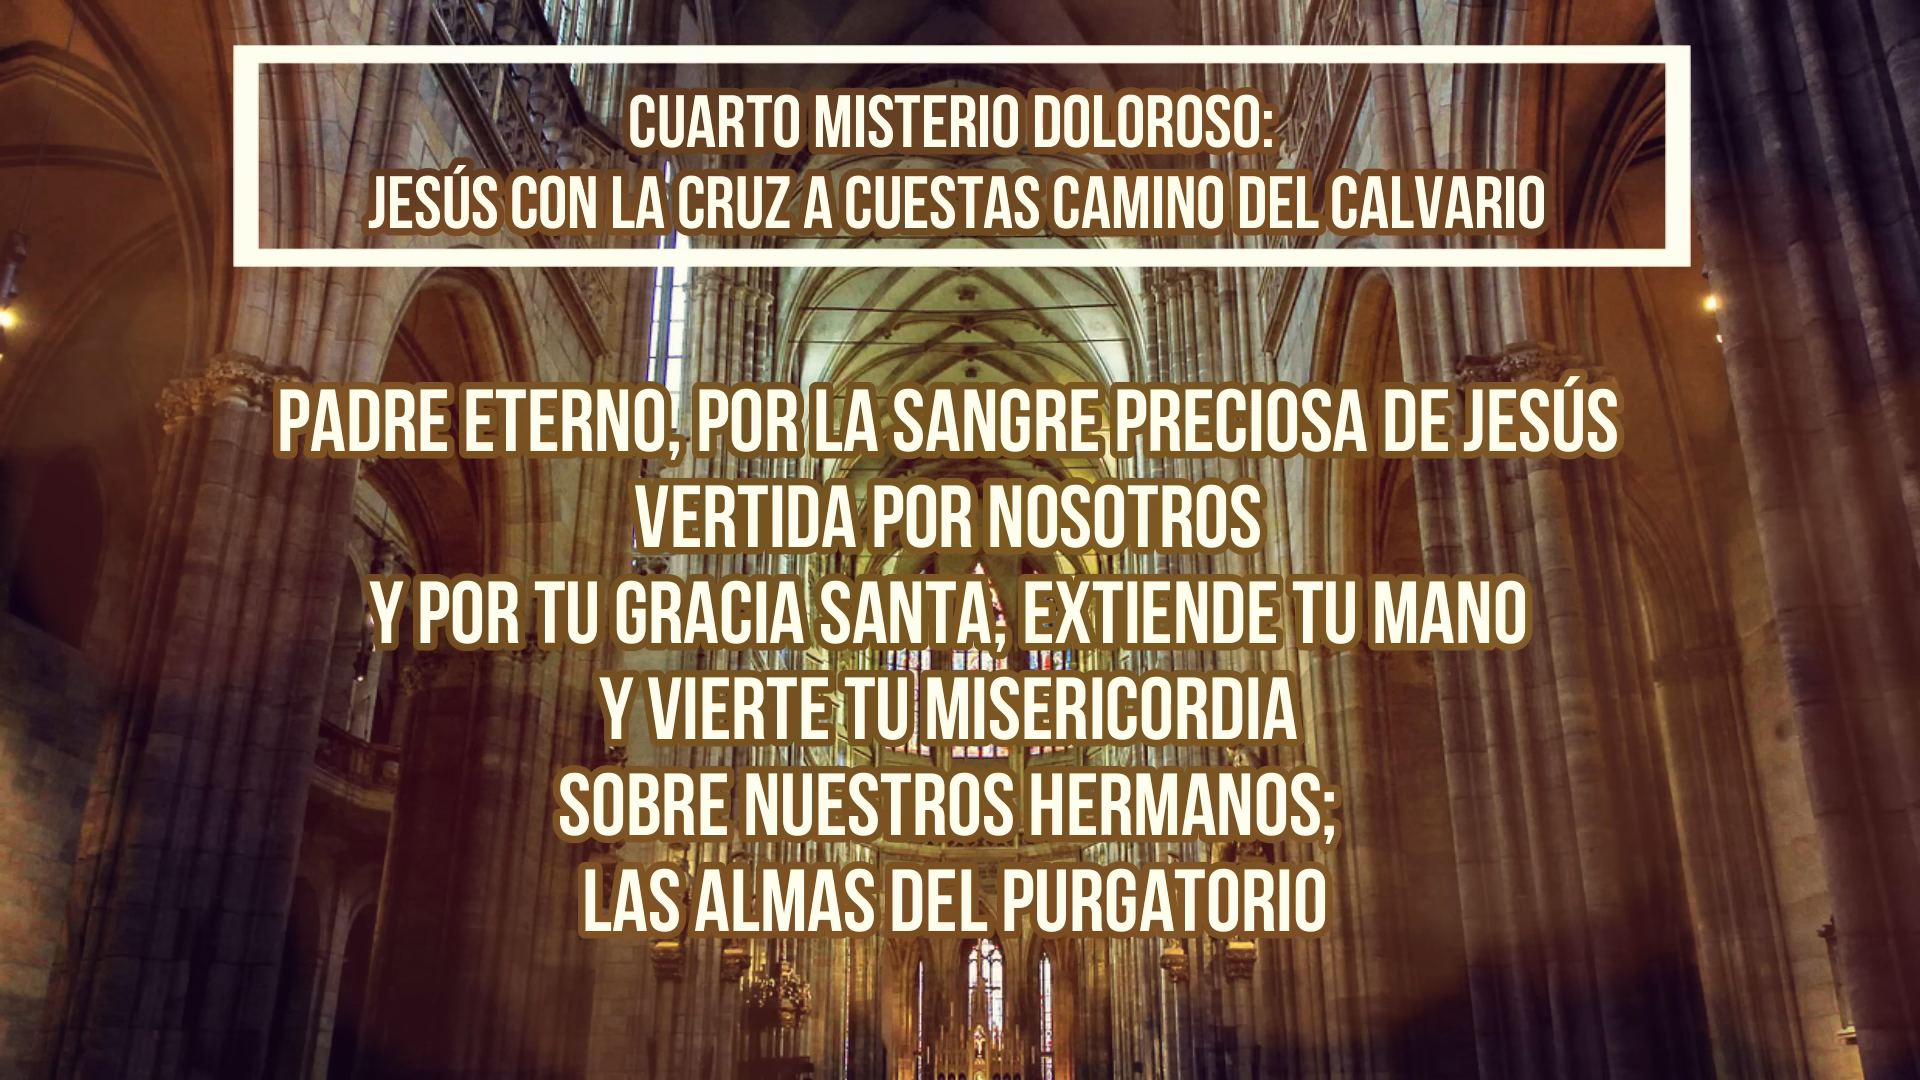 CUARTO MISTERIO DOLOROSO:
JESÚS CON LA CRUZ A CUESTAS CAMINO DEL CALVARIO
PADRE ETERNO, POR LA SANGRE PRECIOSA DE JESÚS
VERTIDA POR NOSOTROS
Y POR TU GRACIA SANTA, EXTIENDE TU MANO
Y VIERTE TU MISERICORDIA
SOBRE NUESTROS HERMANOS;
LAS ALMAS DEL PURGATORIO